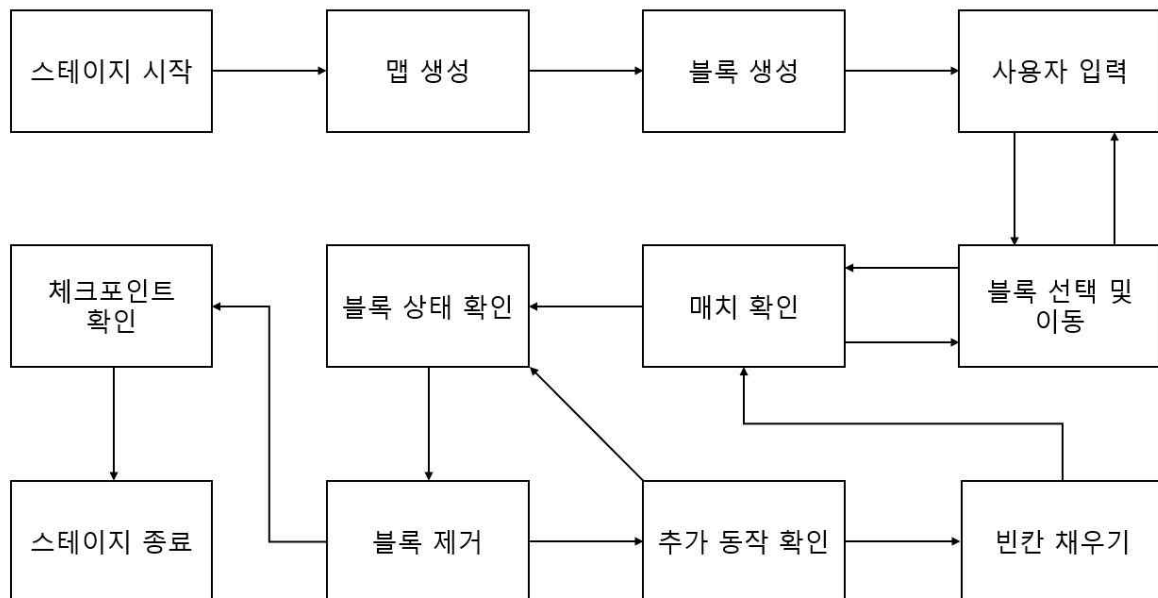 스테이지 시작
맵 생성
블록 생성
사용자 입력
체크포인트
확인
블록 상태 확인
매치 확인
블록 선택 및
이동
스테이지 종료
블록 제거
추가 동작 확인
빈칸 채우기